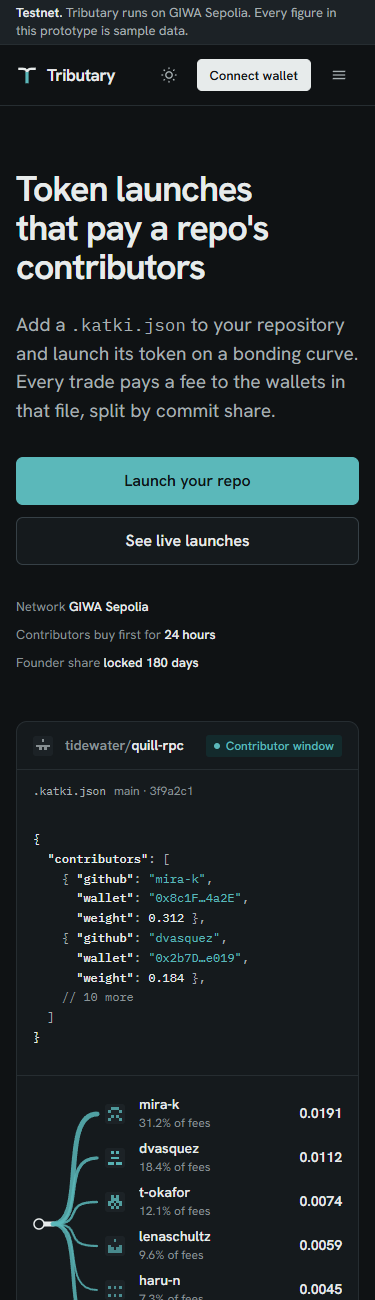 Testnet. Tributary runs on GIWA Sepolia. Every figure in
this prototype is sample data.
Tributary
Connect wallet
Token launches
that pay a repo's
contributors
Add a .katki.json to your repository
and launch its token on a bonding curve.
Every trade pays a fee to the wallets in
that file, split by commit share.
Launch your repo
See live launches
Network GIWA Sepolia
Contributors buy first for 24 hours
Founder share locked 180 days
tidewater/quill-rpc
Contributor window
.katki.json main · 3f9a2c1
{
"contributors": [
{ "github": "mira-k",
"wallet": "0x8c1F…4a2E",
"weight": 0.312 },
{ "github": "dvasquez",
"wallet": "0x2b7D…e019",
"weight": 0.184 },
// 10 more
]
}
mira-k
31.2% of fees
0.0191
dvasquez
18.4% of fees
0.0112
t-okafor
12.1% of fees
0.0074
lenaschultz
9.6% of fees
0.0059
haru-n
7.3% of fees
0.0045